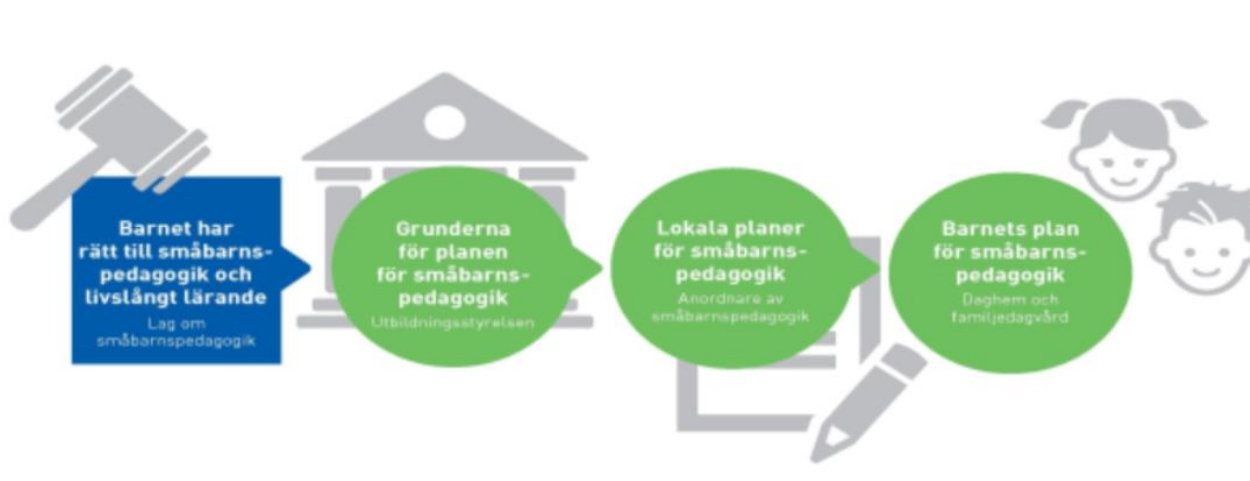 Barnet har
rätt till småbarns-
pedagogik och
livslångt lärande
Lag om
småbarnspedagogik
Grunderna
för planen
för småbarns-
pedagogik
Utbildningsstyrelsen
Lokala planer
för småbarns-
pedagogik
Anordnare av
småbarnspedagogik
Barnets plan
för småbarns-
pedagogik
Daghem och
familjedagvård